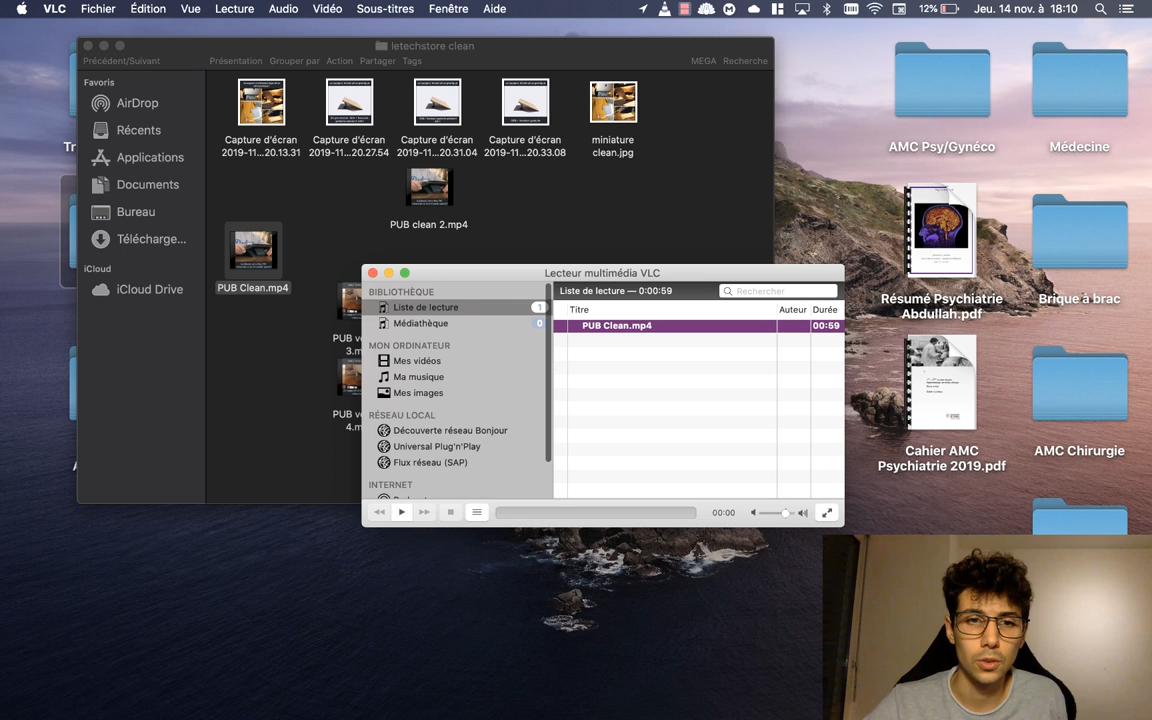 VLC Fichier Édition Vue Lecture Audio Vidéo Sous-titres Fenêtre Aide 12% Jeu. 14 nov. à 18:10
letechstore clean
Précédent/Suivant Présentation Grouper par Action Partager Tags MEGA Recherche
Favoris
AirDrop
Récents
Applications
Documents
Bureau
Télécharge...
iCloud
iCloud Drive
Capture d'écran
2019-11...20.13.31
Capture d'écran
2019-11...20.27.54
Capture d'écran
2019-11...20.31.04
Capture d'écran
2019-11...20.33.08
miniature
clean.jpg
PUB clean 2.mp4
PUB Clean.mp4
PUB v
3.m
PUB v
4.m
Lecteur multimédia VLC
BIBLIOTHÈQUE
Liste de lecture 1
Médiathèque 0
MON ORDINATEUR
Mes vidéos
Ma musique
Mes images
RÉSEAU LOCAL
Découverte réseau Bonjour
Universal Plug'n'Play
Flux réseau (SAP)
INTERNET
Liste de lecture — 0:00:59
Rechercher
Titre Auteur Durée
PUB Clean.mp4 00:59
00:00
AMC Psy/Gynéco
Médecine
Résumé Psychiatrie
Abdullah.pdf
Brique à brac
Cahier AMC
Psychiatrie 2019.pdf
AMC Chirurgie
Tr